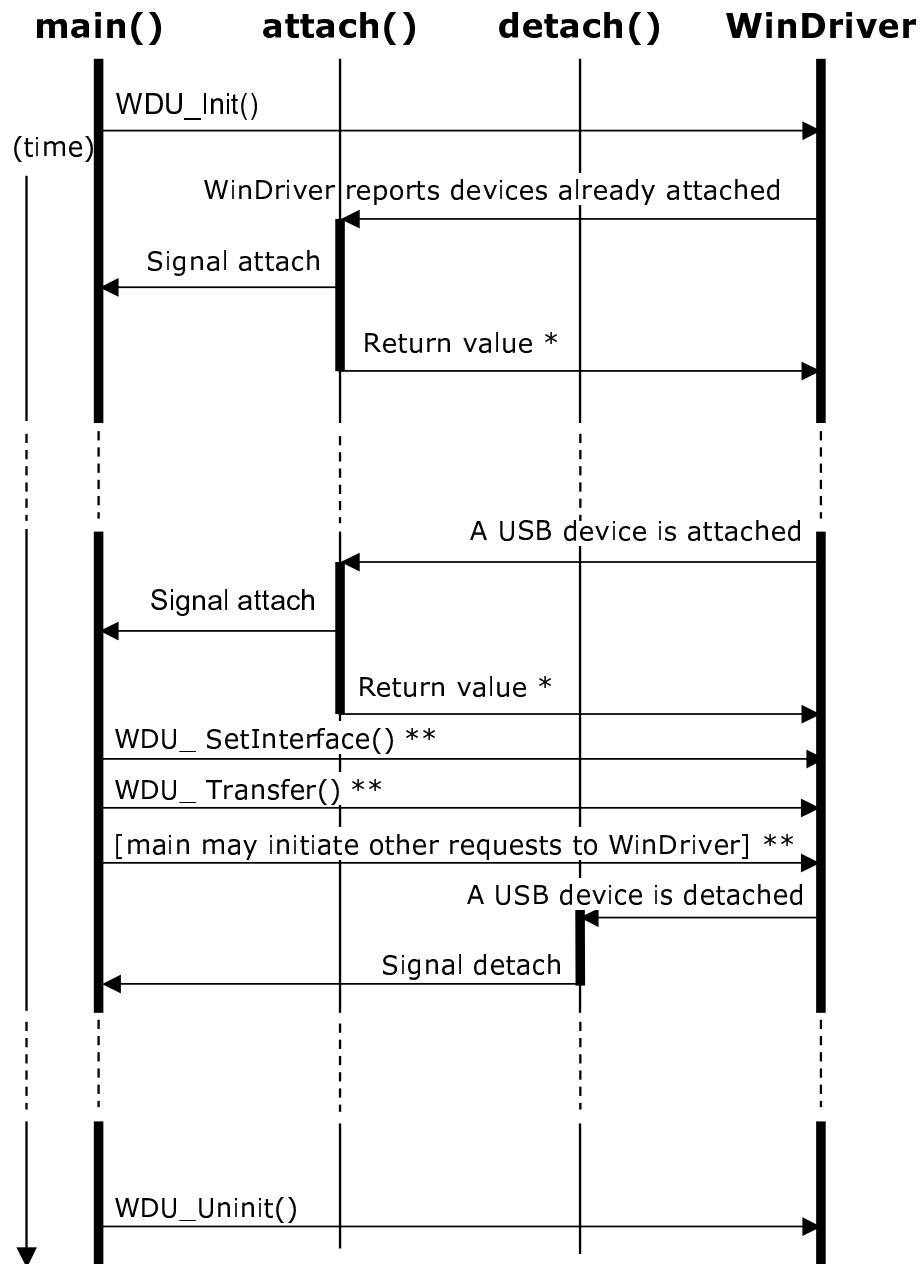 main() attach() detach() WinDriver
WDU_Init()
(time)
WinDriver reports devices already attached
Signal attach
Return value *
A USB device is attached
Signal attach
Return value *
WDU_ SetInterface() **
WDU_ Transfer() **
[main may initiate other requests to WinDriver] **
A USB device is detached
Signal detach
WDU_Uninit()